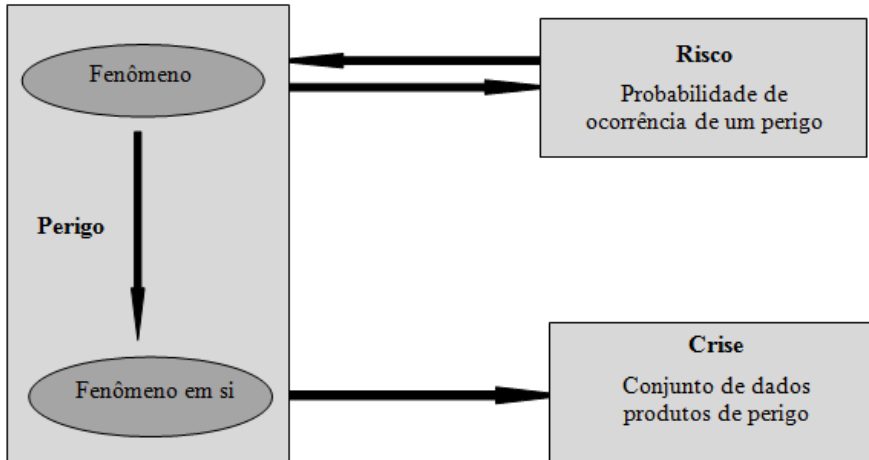 Fenômeno
Perigo
Fenômeno em si
Risco
Probabilidade de
ocorrência de um perigo
Crise
Conjunto de dados
produtos de perigo